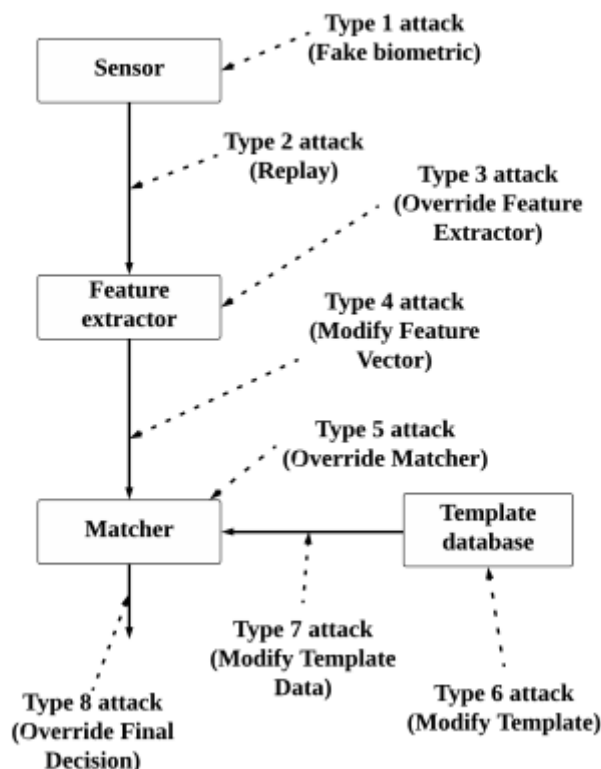 Type 1 attack
(Fake biometric)
Sensor
Type 2 attack
(Replay)
Type 3 attack
(Override Feature
Extractor)
Feature
extractor
Type 4 attack
(Modify Feature
Vector)
Type 5 attack
(Override Matcher)
Matcher
Template
database
Type 7 attack
(Modify Template
Data)
Type 6 attack
(Modify Template)
Type 8 attack
(Override Final
Decision)